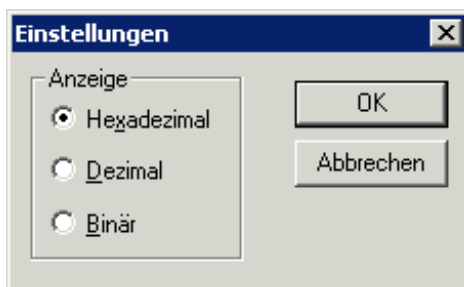 Einstellungen
Anzeige
Hexadezimal
Dezimal
Binär
OK
Abbrechen